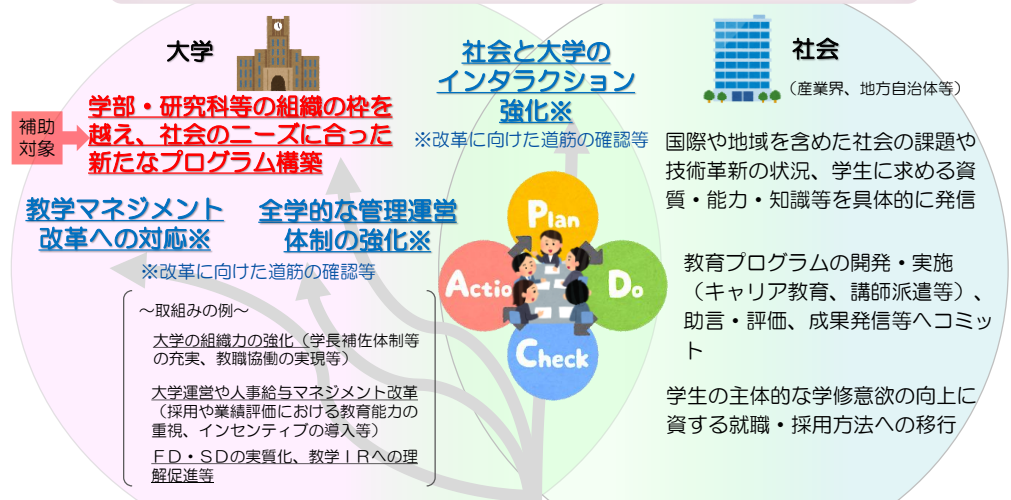 大学
補助
対象
学部・研究科等の組織の枠を
越え、社会のニーズに合った
新たなプログラム構築
教学マネジメント
改革への対応※
全学的な管理運営
体制の強化※
※改革に向けた道筋の確認等
～取組みの例～
大学の組織力の強化（学長補佐体制等
の充実、教職協働の実現等）
大学運営や人事給与マネジメント改革
（採用や業績評価における教育能力の
重視、インセンティブの導入等）
ＦＤ・ＳＤの実質化、教学ＩＲへの理
解促進等
社会と大学の
インタラクション
強化※
※改革に向けた道筋の確認等
Plan
Actio
Do
Check
社会
（産業界、地方自治体等）
国際や地域を含めた社会の課題や
技術革新の状況、学生に求める資
質・能力・知識等を具体的に発信
教育プログラムの開発・実施
（キャリア教育、講師派遣等）、
助言・評価、成果発信等へコミッ
ト
学生の主体的な学修意欲の向上に
資する就職・採用方法への移行